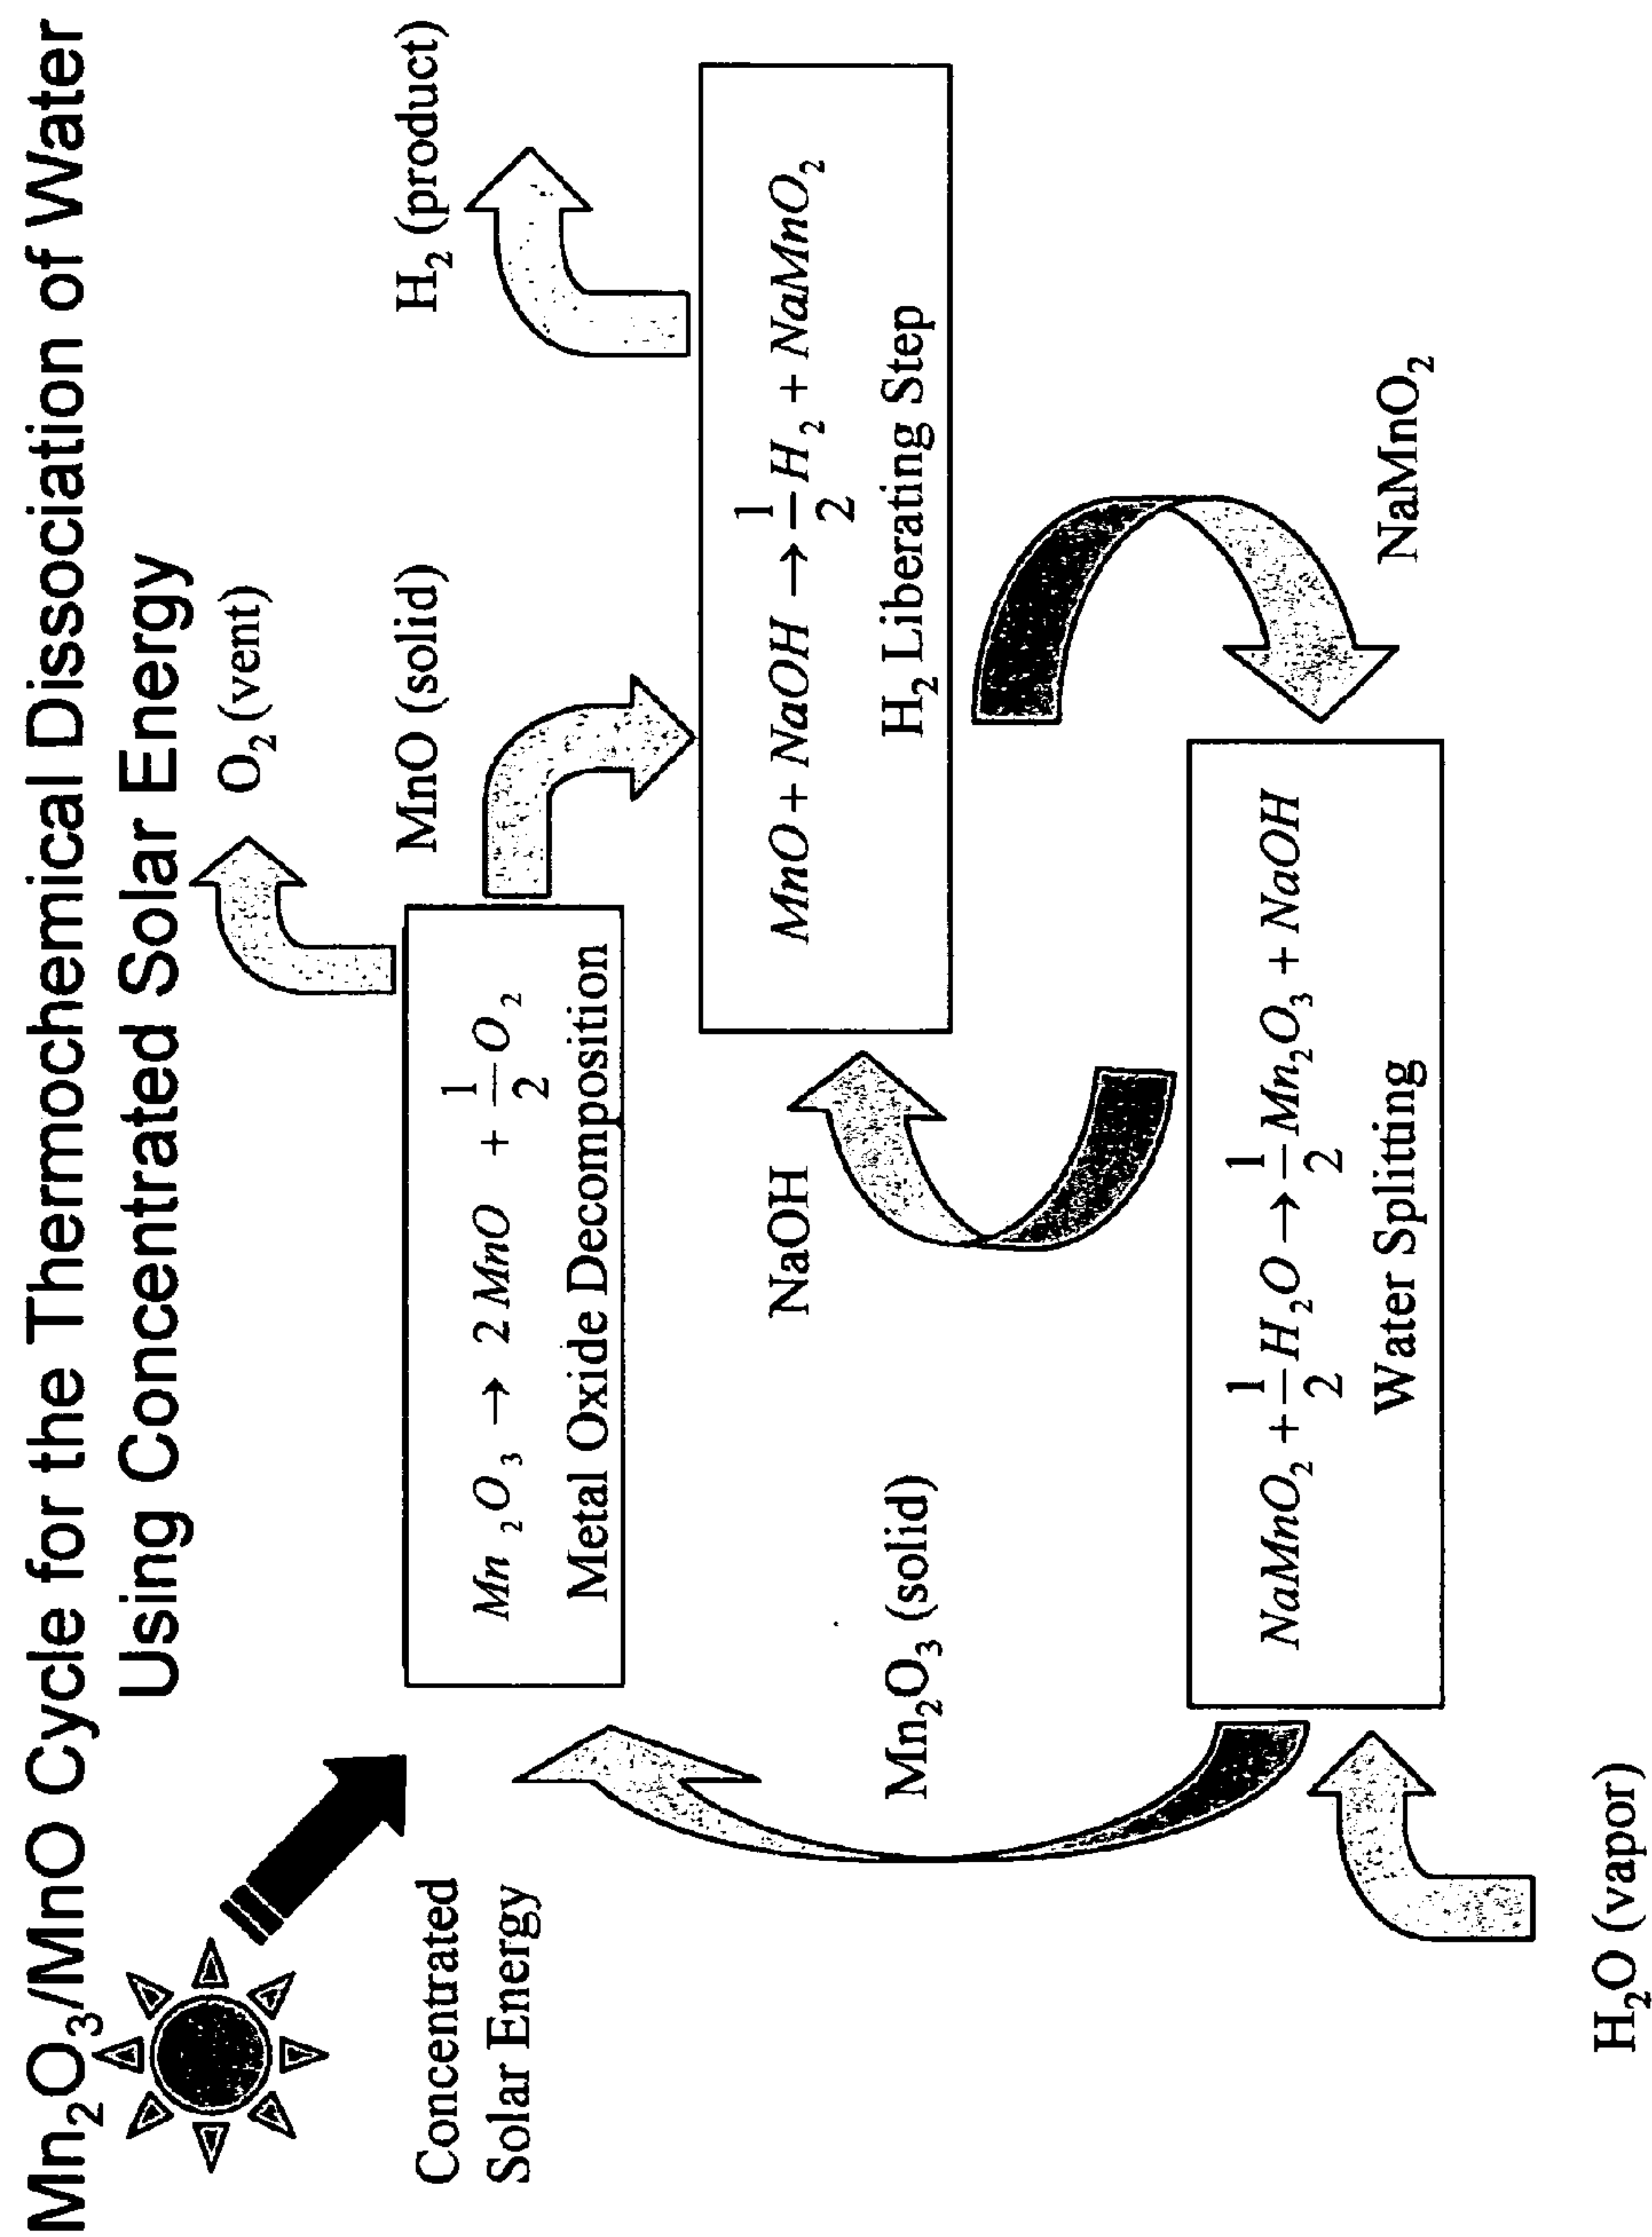 Mn₂O₃/MnO Cycle for the Thermochemical Dissociation of Water
Using Concentrated Solar Energy
O₂ (vent)
Concentrated
Solar Energy
MnO (solid)
H₂ (product)
Mn₂O₃ → 2 MnO + 1/2 O₂
Metal Oxide Decomposition
MnO + NaOH → 1/2 H₂ + NaMnO₂
H₂ Liberating Step
NaOH
Mn₂O₃ (solid)
NaMnO₂
NaMnO₂ + 1/2 H₂O → 1/2 Mn₂O₃ + NaOH
Water Splitting
H₂O (vapor)